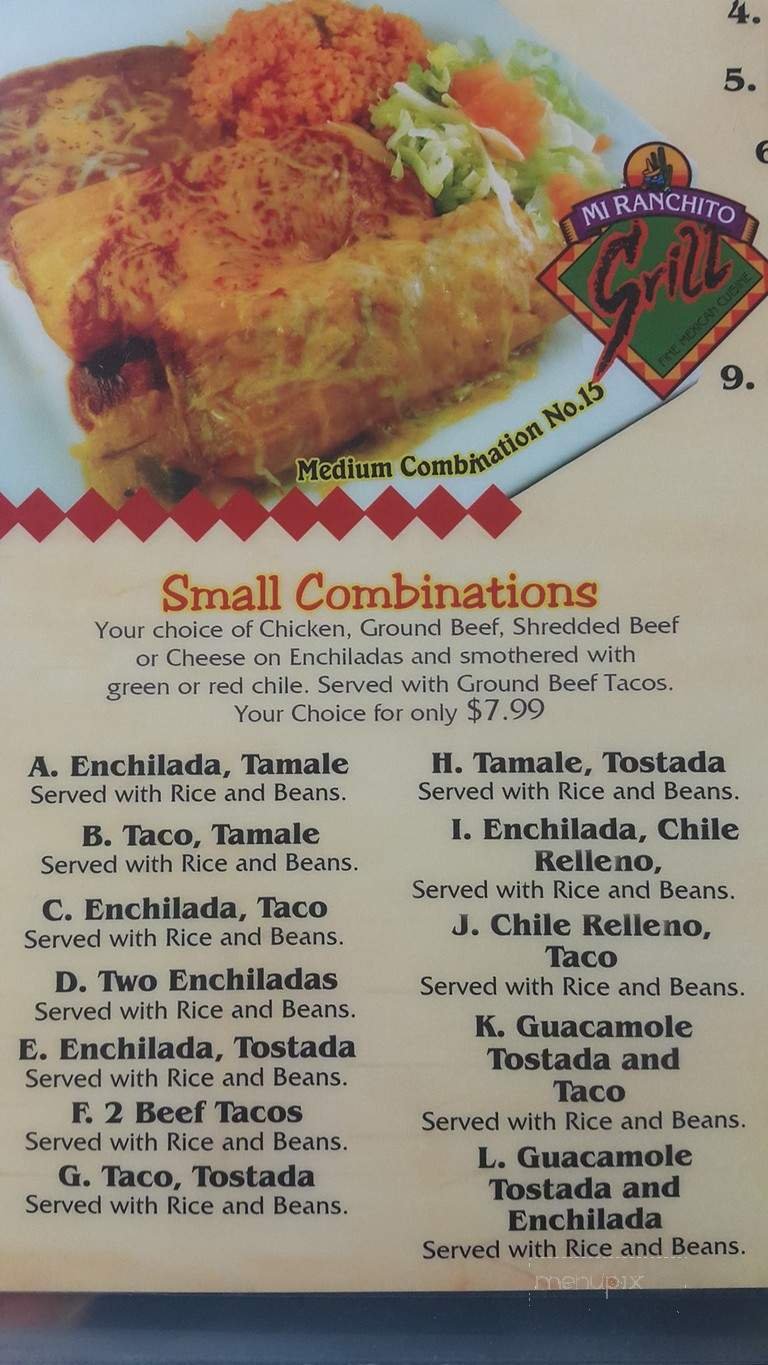 4.
5.
6
MI RANCHITO
Grill
FINE MEXICAN CUISINE
9.
Medium Combination No.15
Small Combinations
Your choice of Chicken, Ground Beef, Shredded Beef
or Cheese on Enchiladas and smothered with
green or red chile. Served with Ground Beef Tacos.
Your Choice for only $7.99
A. Enchilada, Tamale
Served with Rice and Beans.
B. Taco, Tamale
Served with Rice and Beans.
C. Enchilada, Taco
Served with Rice and Beans.
D. Two Enchiladas
Served with Rice and Beans.
E. Enchilada, Tostada
Served with Rice and Beans.
F. 2 Beef Tacos
Served with Rice and Beans.
G. Taco, Tostada
Served with Rice and Beans.
H. Tamale, Tostada
Served with Rice and Beans.
I. Enchilada, Chile
Relleno,
Served with Rice and Beans.
J. Chile Relleno,
Taco
Served with Rice and Beans.
K. Guacamole
Tostada and
Taco
Served with Rice and Beans.
L. Guacamole
Tostada and
Enchilada
Served with Rice and Beans.
menupix